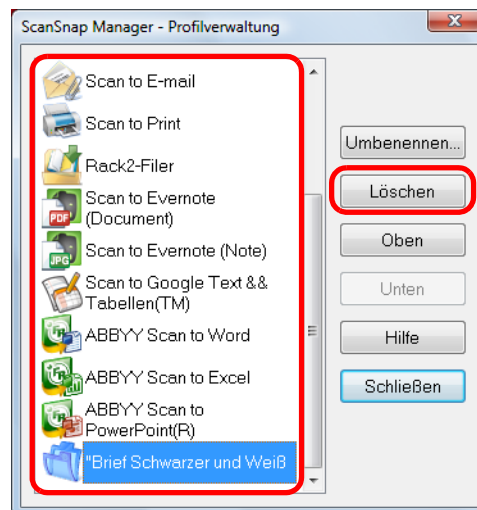 ScanSnap Manager - Profilverwaltung
Scan to E-mail
Scan to Print
Rack2-Filer
Scan to Evernote
(Document)
Scan to Evernote (Note)
Scan to Google Text &&
Tabellen(TM)
ABBYY Scan to Word
ABBYY Scan to Excel
ABBYY Scan to
PowerPoint(R)
"Brief Schwarzer und Weiß
Umbenennen...
Löschen
Oben
Unten
Hilfe
Schließen
PDF
JPG